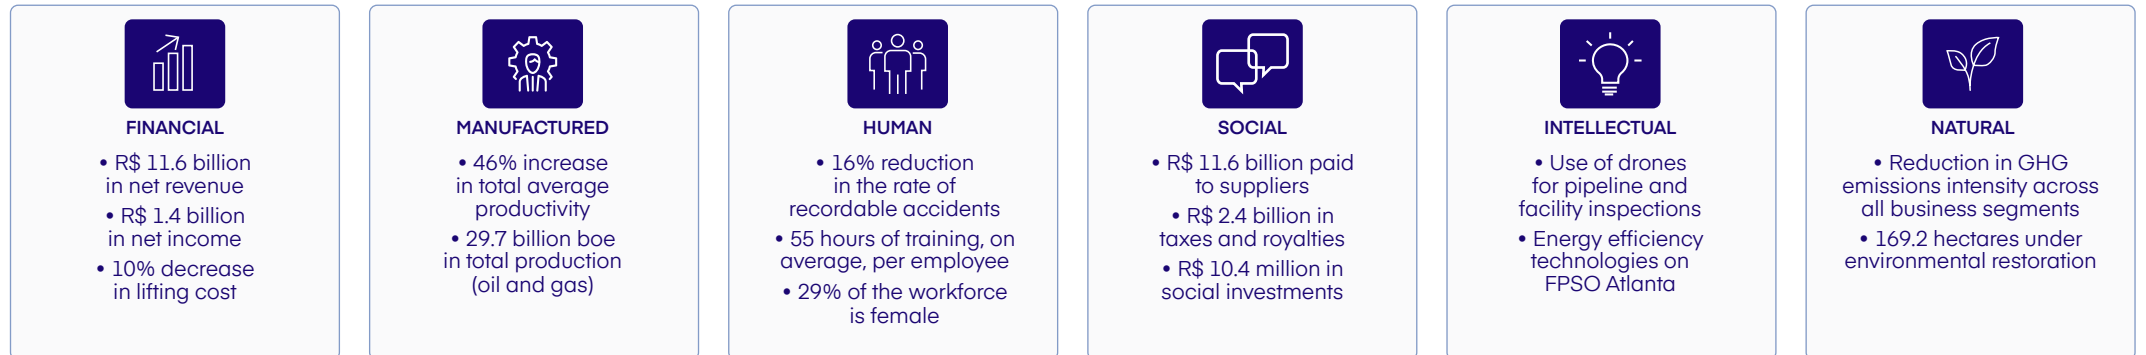 FINANCIAL
• R$ 11.6 billion
in net revenue
• R$ 1.4 billion
in net income
• 10% decrease
in lifting cost
MANUFACTURED
• 46% increase
in total average
productivity
• 29.7 billion boe
in total production
(oil and gas)
HUMAN
• 16% reduction
in the rate of
recordable accidents
• 55 hours of training, on
average, per employee
• 29% of the workforce
is female
SOCIAL
• R$ 11.6 billion paid
to suppliers
• R$ 2.4 billion in
taxes and royalties
• R$ 10.4 million in
social investments
INTELLECTUAL
• Use of drones
for pipeline and
facility inspections
• Energy efficiency
technologies on
FPSO Atlanta
NATURAL
• Reduction in GHG
emissions intensity across
all business segments
• 169.2 hectares under
environmental restoration